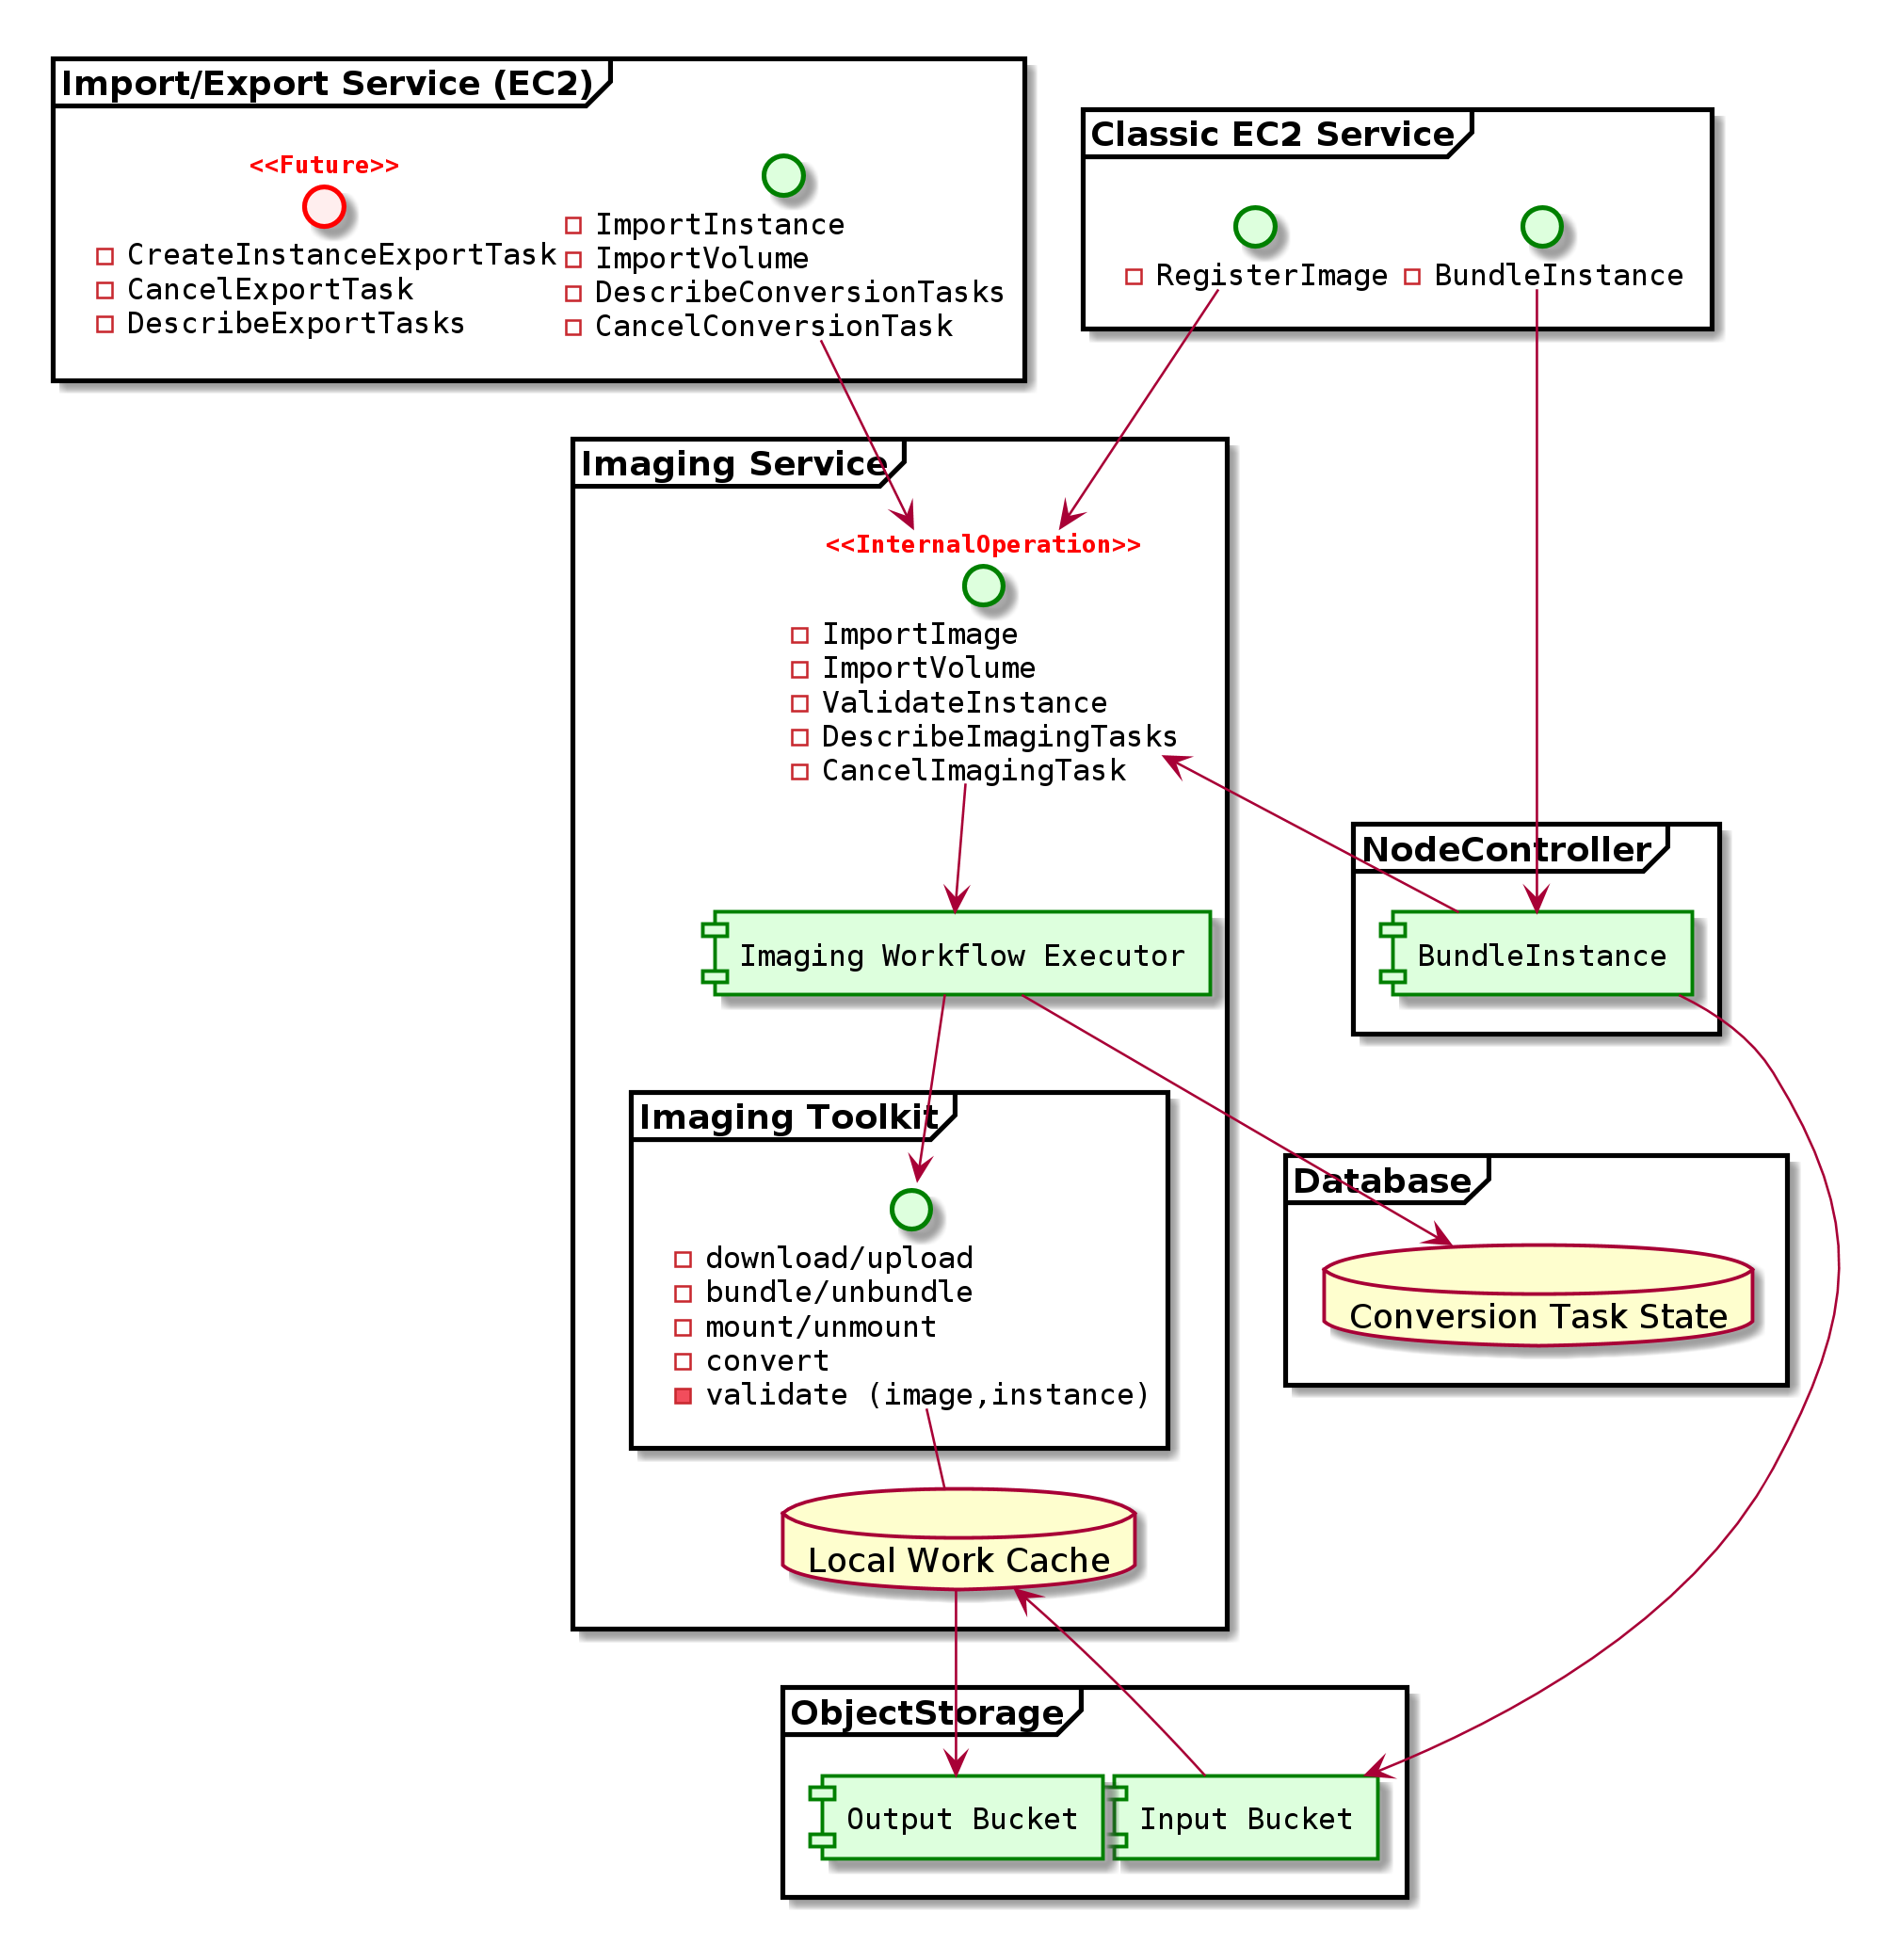 Import/Export Service (EC2)
<<Future>>
CreateInstanceExportTask
CancelExportTask
DescribeExportTasks
ImportInstance
ImportVolume
DescribeConversionTasks
CancelConversionTask
Classic EC2 Service
RegisterImage
BundleInstance
Imaging Service
<<InternalOperation>>
ImportImage
ImportVolume
ValidateInstance
DescribeImagingTasks
CancelImagingTask
NodeController
BundleInstance
Imaging Workflow Executor
Imaging Toolkit
download/upload
bundle/unbundle
mount/unmount
convert
validate (image,instance)
Database
Conversion Task State
Local Work Cache
ObjectStorage
Output Bucket
Input Bucket